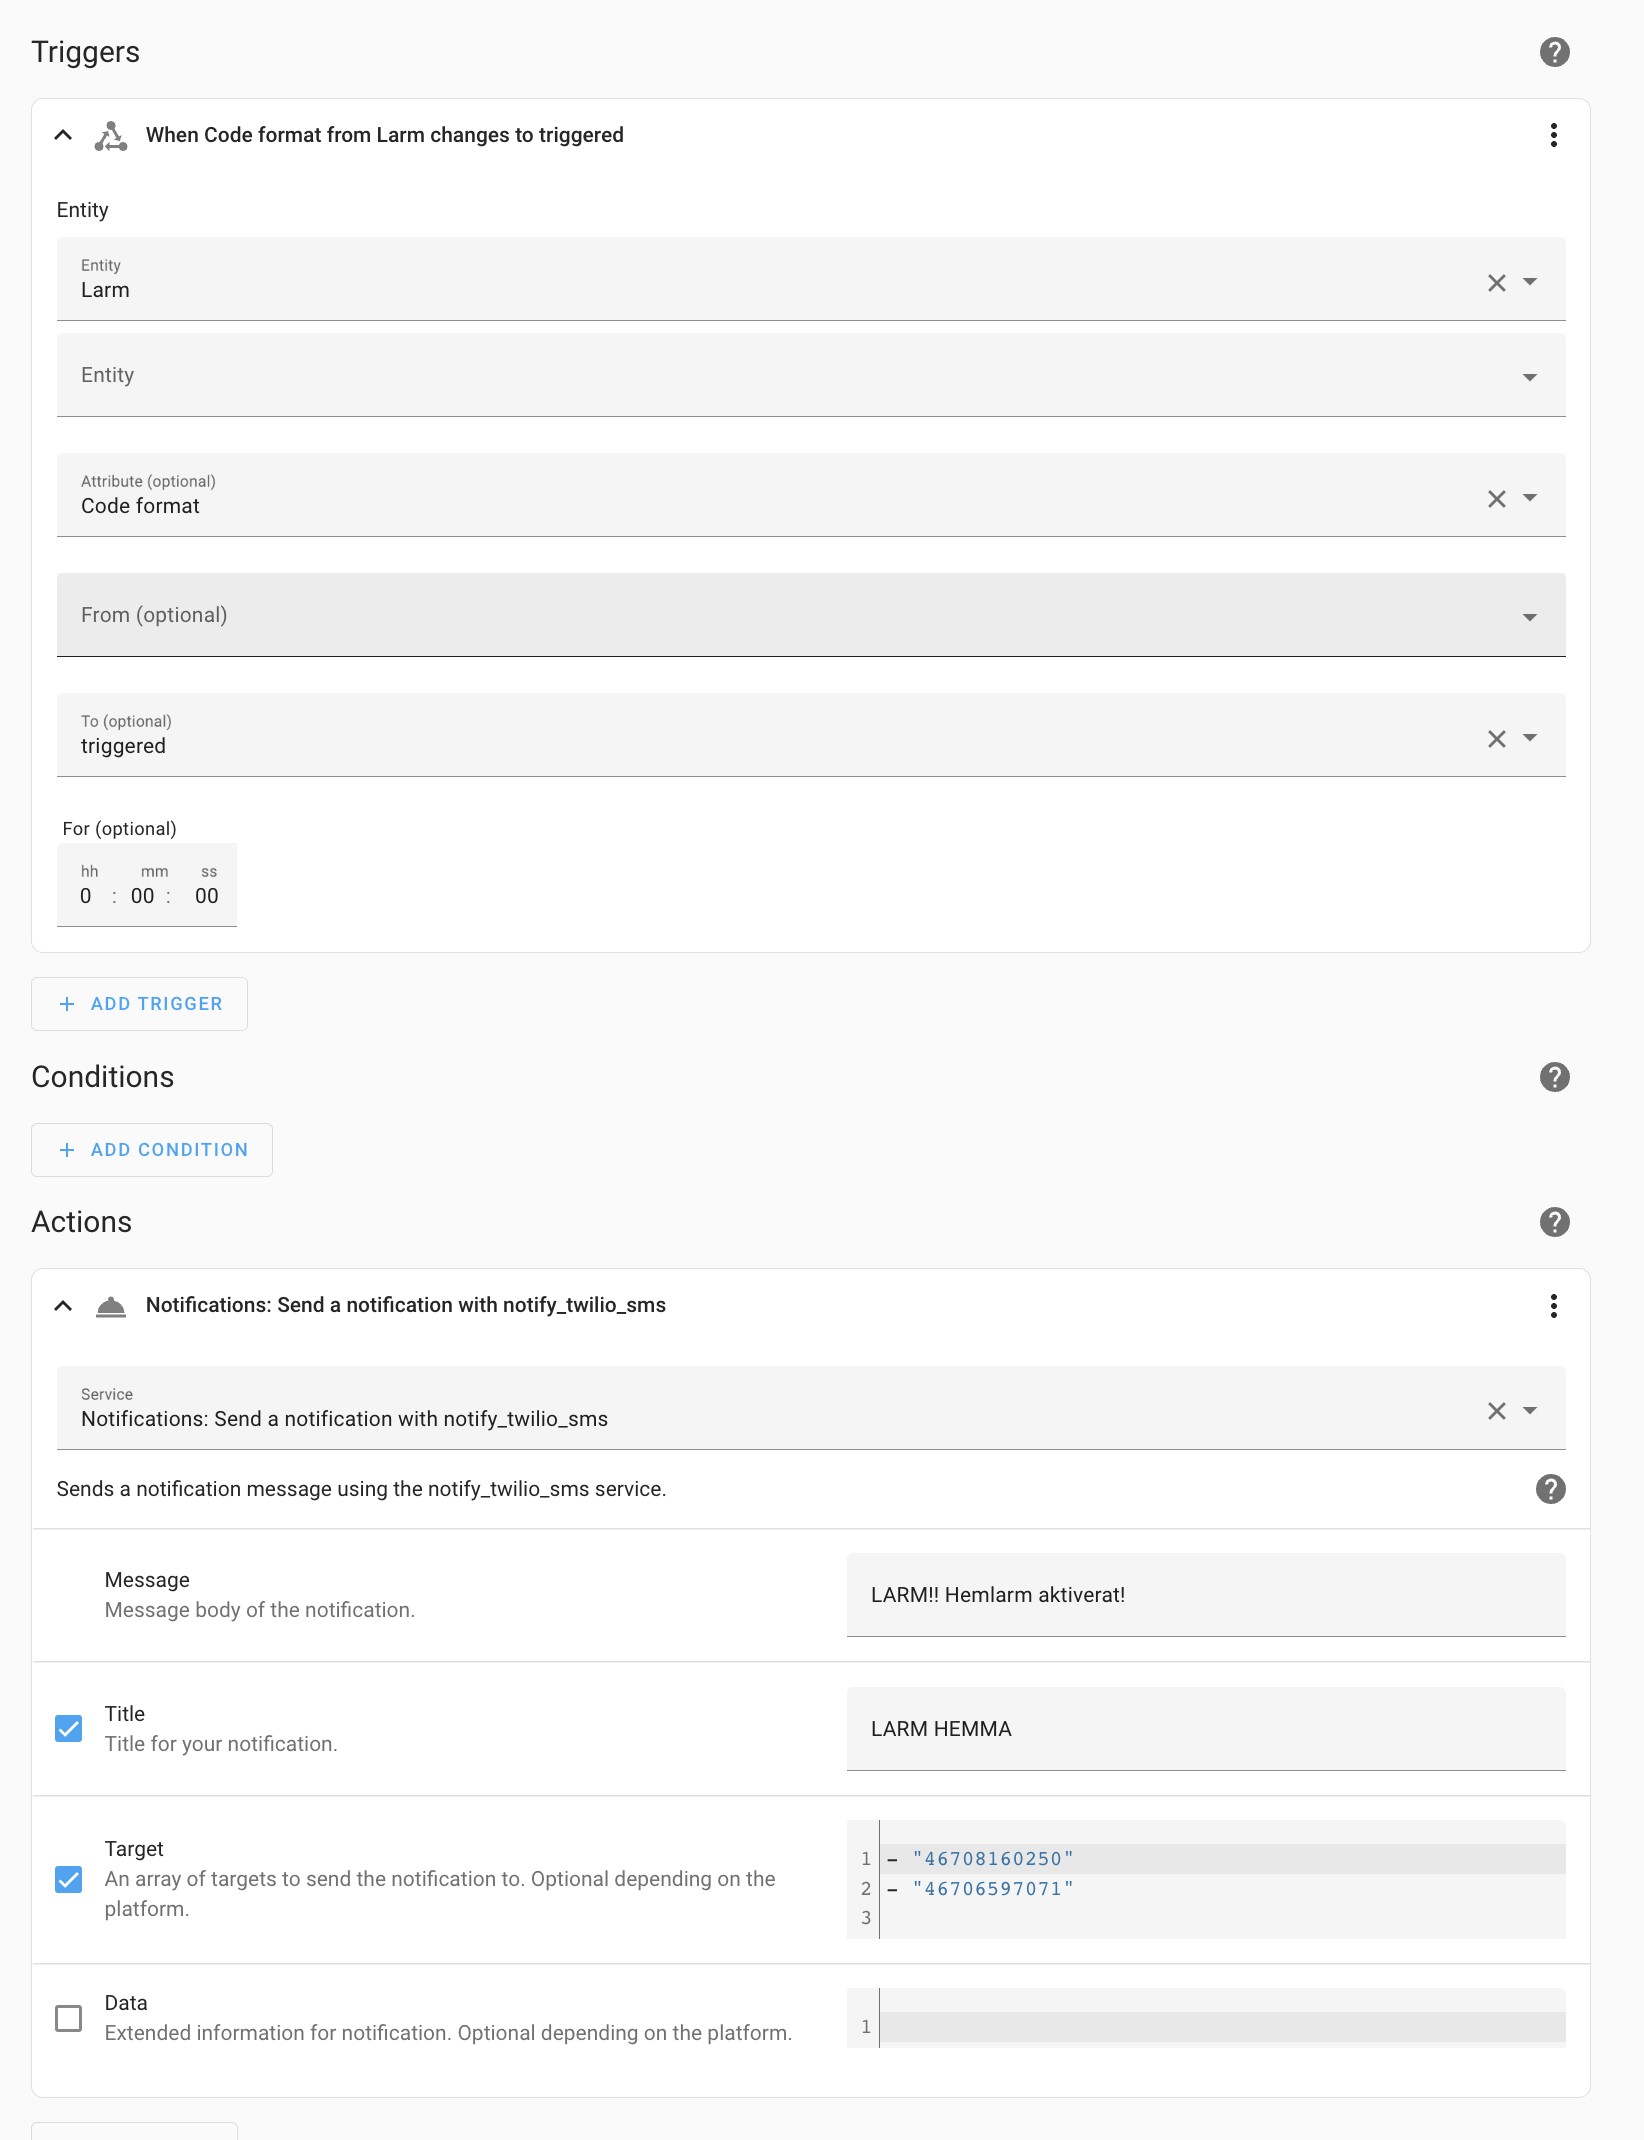 Triggers
When Code format from Larm changes to triggered
Entity
Entity
Larm
Entity
Attribute (optional)
Code format
From (optional)
To (optional)
triggered
For (optional)
hh mm ss
0 : 00 : 00
+ ADD TRIGGER
Conditions
+ ADD CONDITION
Actions
Notifications: Send a notification with notify_twilio_sms
Service
Notifications: Send a notification with notify_twilio_sms
Sends a notification message using the notify_twilio_sms service.
Message
Message body of the notification.
LARM!! Hemlarm aktiverat!
Title
Title for your notification.
LARM HEMMA
Target
An array of targets to send the notification to. Optional depending on the
platform.
1 - "46708160250"
2 - "46706597071"
3
Data
Extended information for notification. Optional depending on the platform.
1